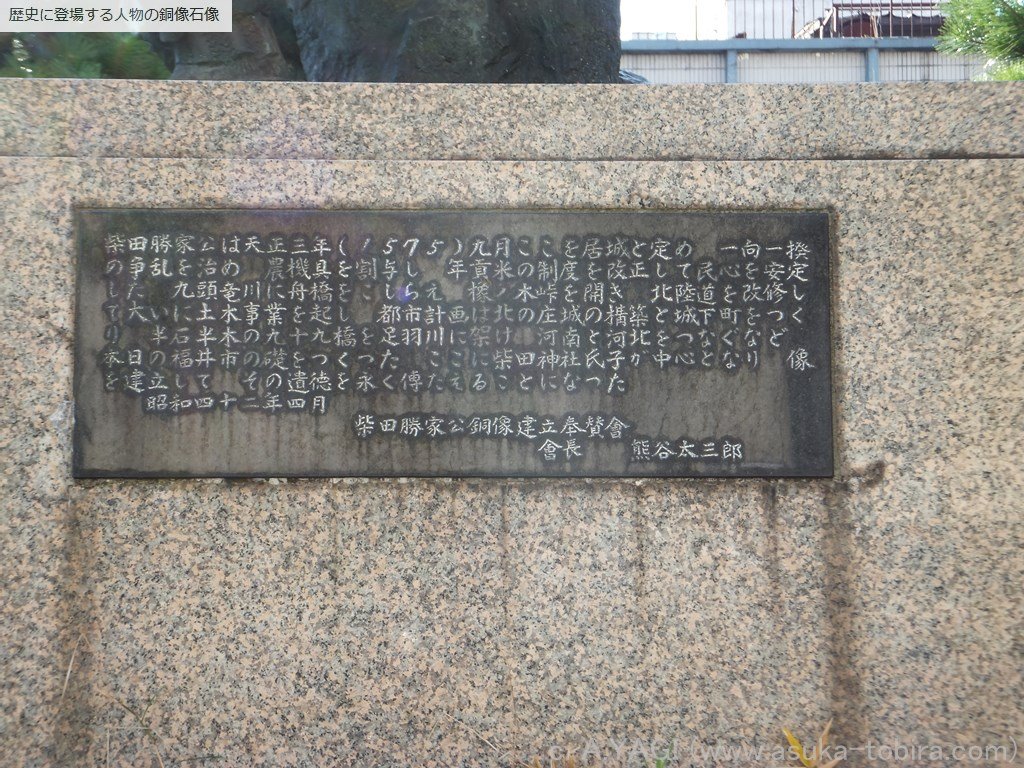 歴史に登場する人物の銅像石像
柴田勝家公は天正三年(1575)九月ここを居城と定め 一向一揆
の争乱を治め 農機具を割与し 年貢米の制度を改正して民心を安定
した 九頭竜川に舟橋をこしらえ 橡ノ木峠を開き 北陸道を改修し
て大いに土木事業を起し 都市計画は北の庄城の構築と城下町をつく
り 半石半木の九十九橋を足羽川に架け 河南と河北をつなぐなど
本日の福井市の礎をつくった ここに柴田神社氏子が中心となり 像
を建立して その遺徳を永く傳えることになつた
昭和四十二年四月
柴田勝家公銅像建立奉賛會
會長 熊谷太三郎
(c) AYAGI (www.asuka-tobira.com)